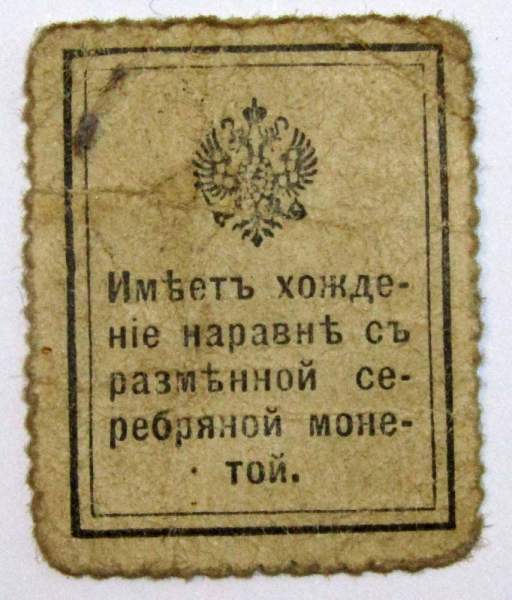 Имѣетъ хожде-
ніе наравнѣ съ
размѣнной се-
ребряной моне-
той.